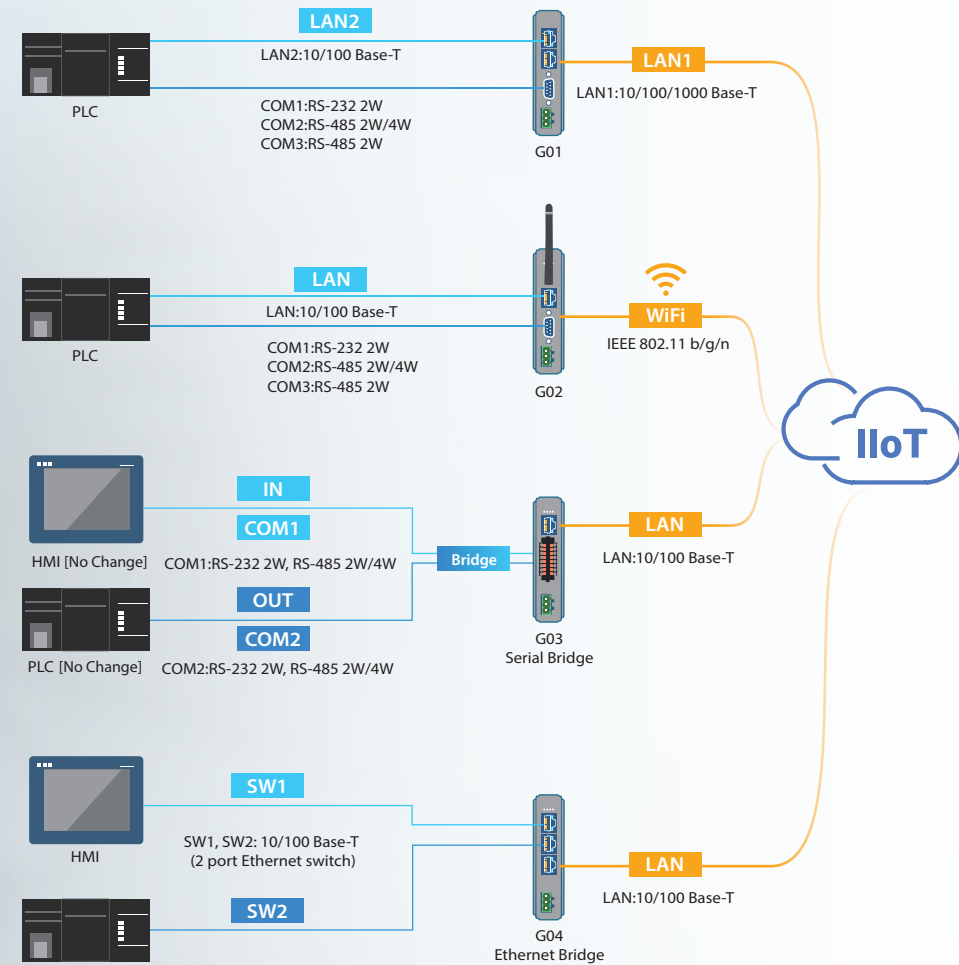 LAN2
LAN2:10/100 Base-T
PLC
COM1:RS-232 2W
COM2:RS-485 2W/4W
COM3:RS-485 2W
G01
LAN1
LAN1:10/100/1000 Base-T
LAN
LAN:10/100 Base-T
PLC
COM1:RS-232 2W
COM2:RS-485 2W/4W
COM3:RS-485 2W
G02
WiFi
IEEE 802.11 b/g/n
IIoT
IN
COM1
HMI [No Change]
COM1:RS-232 2W, RS-485 2W/4W
Bridge
OUT
COM2
PLC [No Change]
COM2:RS-232 2W, RS-485 2W/4W
G03
Serial Bridge
LAN
LAN:10/100 Base-T
SW1
HMI
SW1, SW2: 10/100 Base-T
(2 port Ethernet switch)
SW2
G04
Ethernet Bridge
LAN
LAN:10/100 Base-T